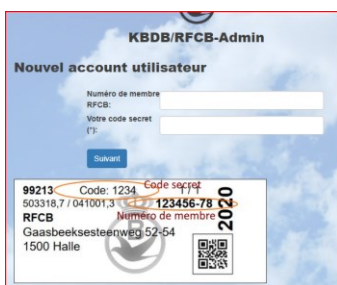 KBDB/RFCB-Admin
Nouvel account utilisateur
Numéro de membre
RFCB:
Votre code secret
(*):
Suivant
99213 Code: 1234 Code secret 1 / 1
503318,7 / 041001,3 123456-78
RFCB Numéro de membre
Gaasbeeksesteenweg 52-54
1500 Halle
2020